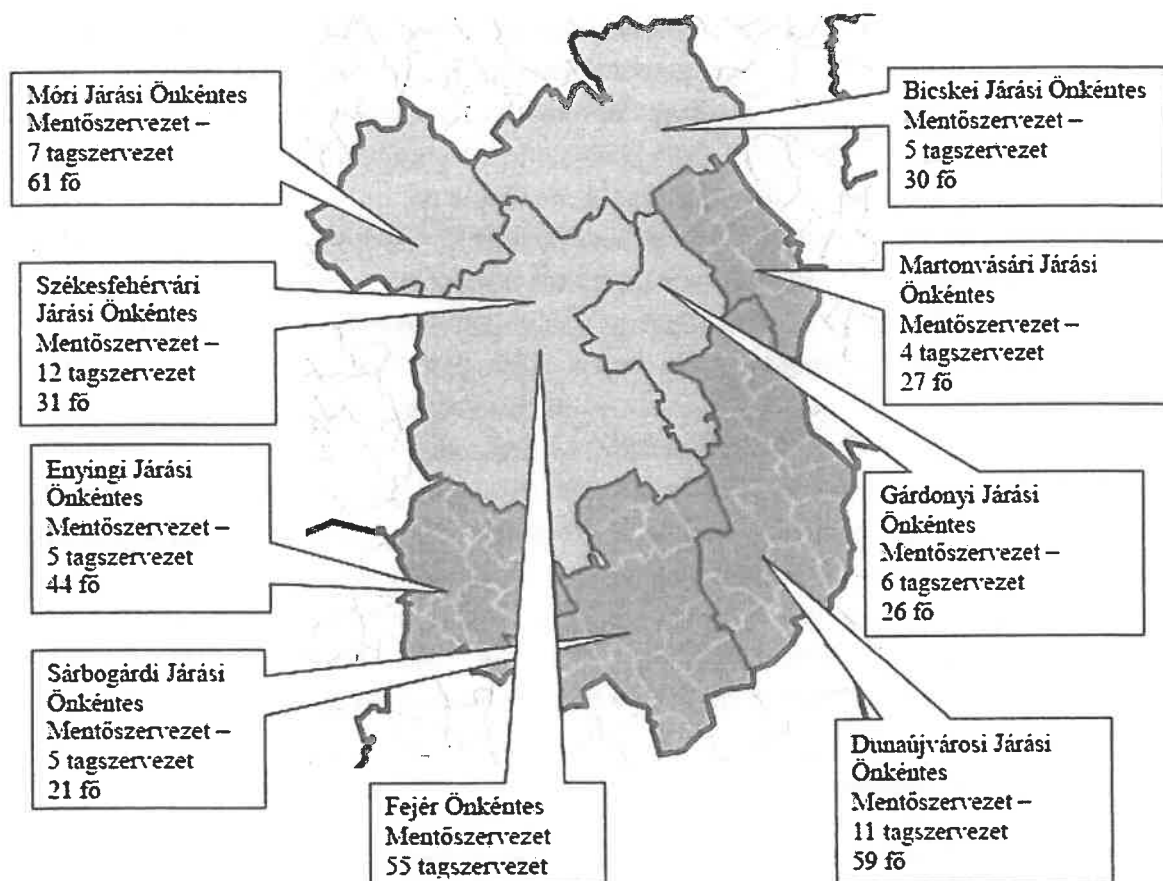 Móri Járási Önkéntes
Mentőszervezet –
7 tagszervezet
61 fő
Bicskei Járási Önkéntes
Mentőszervezet –
5 tagszervezet
30 fő
Székesfehérvári
Járási Önkéntes
Mentőszervezet –
12 tagszervezet
31 fő
Martonvásári Járási
Önkéntes
Mentőszervezet –
4 tagszervezet
27 fő
Enyingi Járási
Önkéntes
Mentőszervezet –
5 tagszervezet
44 fő
Gárdonyi Járási
Önkéntes
Mentőszervezet –
6 tagszervezet
26 fő
Sárbogárdi Járási
Önkéntes
Mentőszervezet –
5 tagszervezet
21 fő
Dunaújvárosi Járási
Önkéntes
Mentőszervezet –
11 tagszervezet
59 fő
Fejér Önkéntes
Mentőszervezet
55 tagszervezet